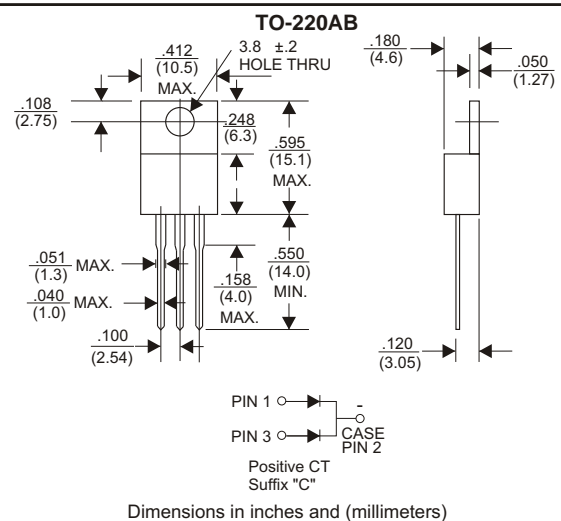 TO-220AB
.412
(10.5)
MAX.
3.8 ±.2
HOLE THRU
.180
(4.6)
.050
(1.27)
.108
(2.75)
.248
(6.3)
.595
(15.1)
MAX.
.051
(1.3)
MAX.
.040
(1.0)
MAX.
.158
(4.0)
MAX.
.550
(14.0)
MIN.
.100
(2.54)
.120
(3.05)
PIN 1
-
PIN 3
CASE
PIN 2
Positive CT
Suffix "C"
Dimensions in inches and (millimeters)